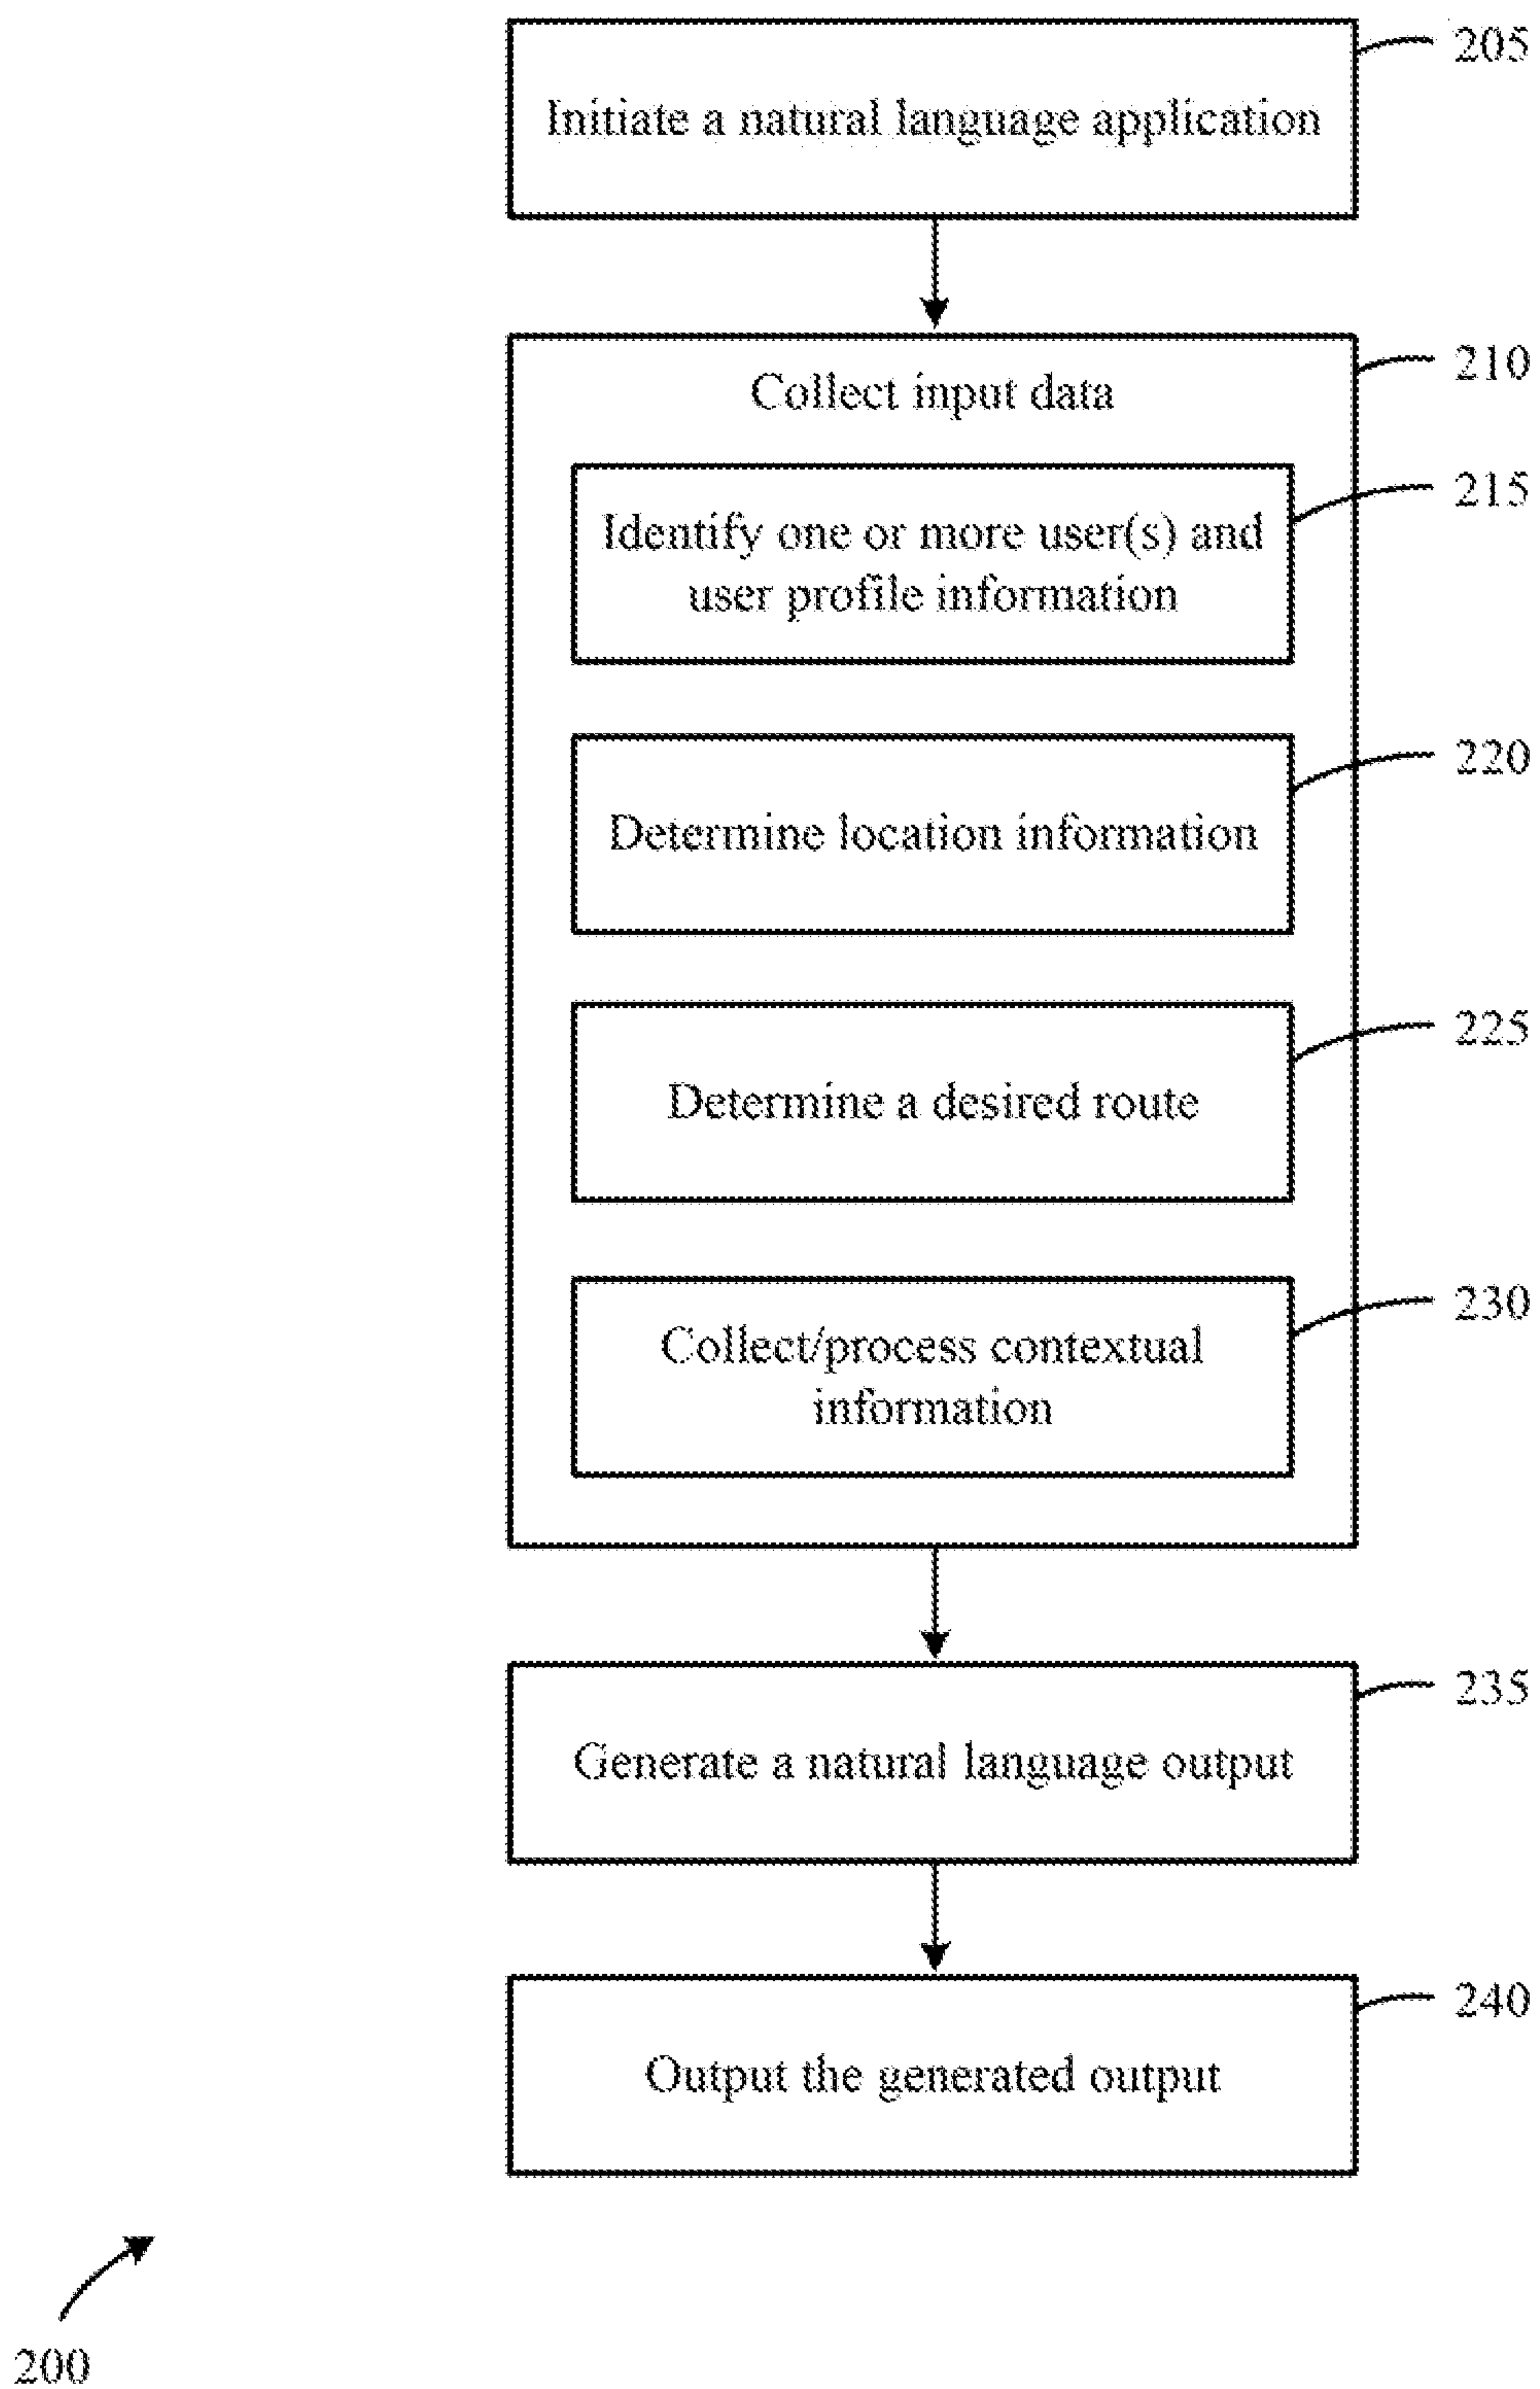 205
Initiate a natural language application
210
Collect input data
215
Identify one or more user(s) and
user profile information
220
Determine location information
225
Determine a desired route
230
Collect/process contextual
information
235
Generate a natural language output
240
Output the generated output
200